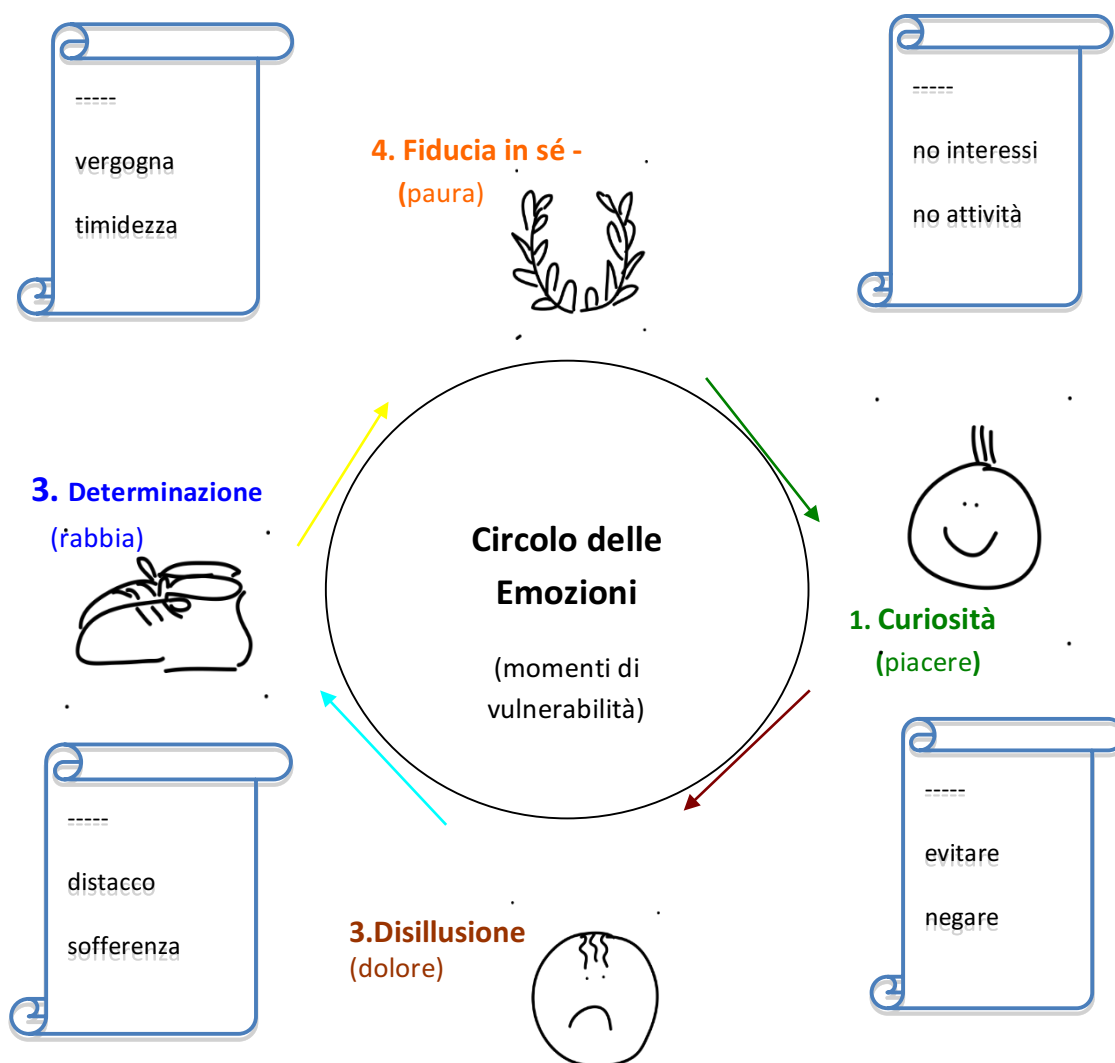 -----
vergogna
timidezza
4. Fiducia in sé -
(paura)
-----
no interessi
no attività
3. Determinazione
(rabbia)
Circolo delle
Emozioni
(momenti di
vulnerabilità)
1. Curiosità
(piacere)
-----
distacco
sofferenza
3.Disillusione
(dolore)
-----
evitare
negare